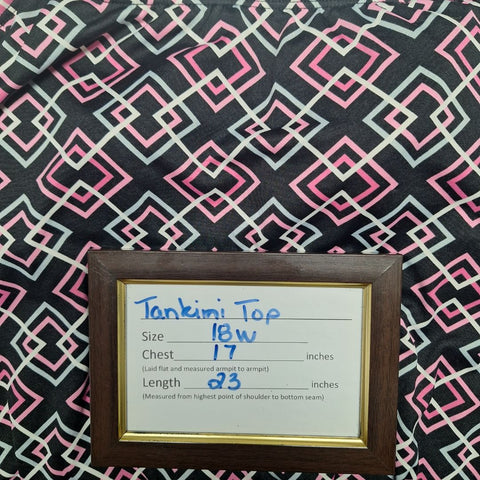 Tankini Top
Size 18W
Chest 17 inches
(Laid flat and measured armpit to armpit)
Length 23 inches
(Measured from highest point of shoulder to bottom seam)